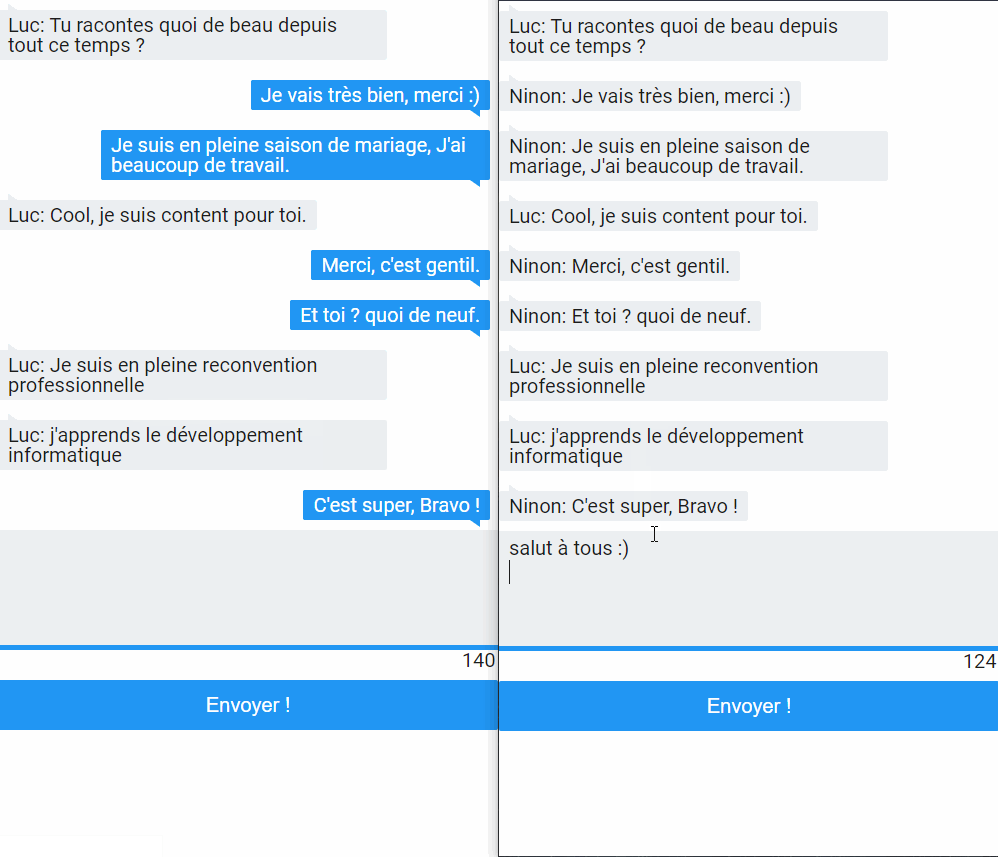 Luc: Tu racontes quoi de beau depuis
tout ce temps ?
Je vais très bien, merci :)
Je suis en pleine saison de mariage, J'ai
beaucoup de travail.
Luc: Cool, je suis content pour toi.
Merci, c'est gentil.
Et toi ? quoi de neuf.
Luc: Je suis en pleine reconvention
professionnelle
Luc: j'apprends le développement
informatique
C'est super, Bravo !
140
Envoyer !
Luc: Tu racontes quoi de beau depuis
tout ce temps ?
Ninon: Je vais très bien, merci :)
Ninon: Je suis en pleine saison de
mariage, J'ai beaucoup de travail.
Luc: Cool, je suis content pour toi.
Ninon: Merci, c'est gentil.
Ninon: Et toi ? quoi de neuf.
Luc: Je suis en pleine reconvention
professionnelle
Luc: j'apprends le développement
informatique
Ninon: C'est super, Bravo !
salut à tous :)
124
Envoyer !